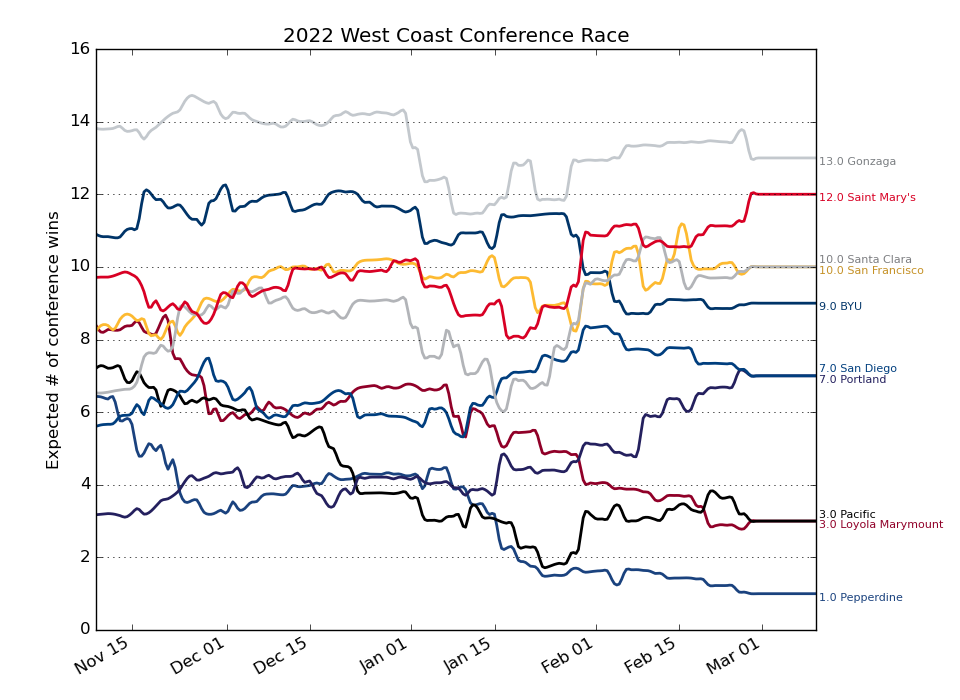 2022 West Coast Conference Race
Expected # of conference wins
16
14
12
10
8
6
4
2
0
13.0 Gonzaga
12.0 Saint Mary's
10.0 Santa Clara
10.0 San Francisco
9.0 BYU
7.0 San Diego
7.0 Portland
3.0 Pacific
3.0 Loyola Marymount
1.0 Pepperdine
Nov 15
Dec 01
Dec 15
Jan 01
Jan 15
Feb 01
Feb 15
Mar 01